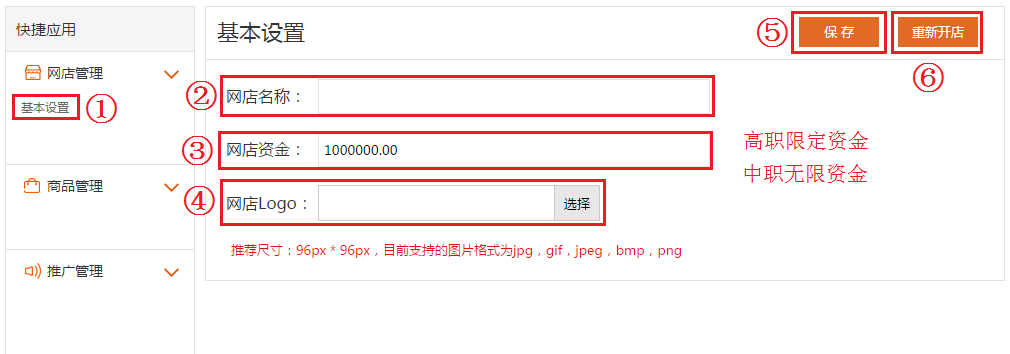 快捷应用
网店管理
基本设置 ①
商品管理
推广管理
基本设置
⑤ 保 存 重新开店
⑥
② 网店名称：
③ 网店资金： 1000000.00
高职限定资金
中职无限资金
④ 网店Logo： 选择
推荐尺寸：96px * 96px，目前支持的图片格式为jpg，gif，jpeg，bmp，png